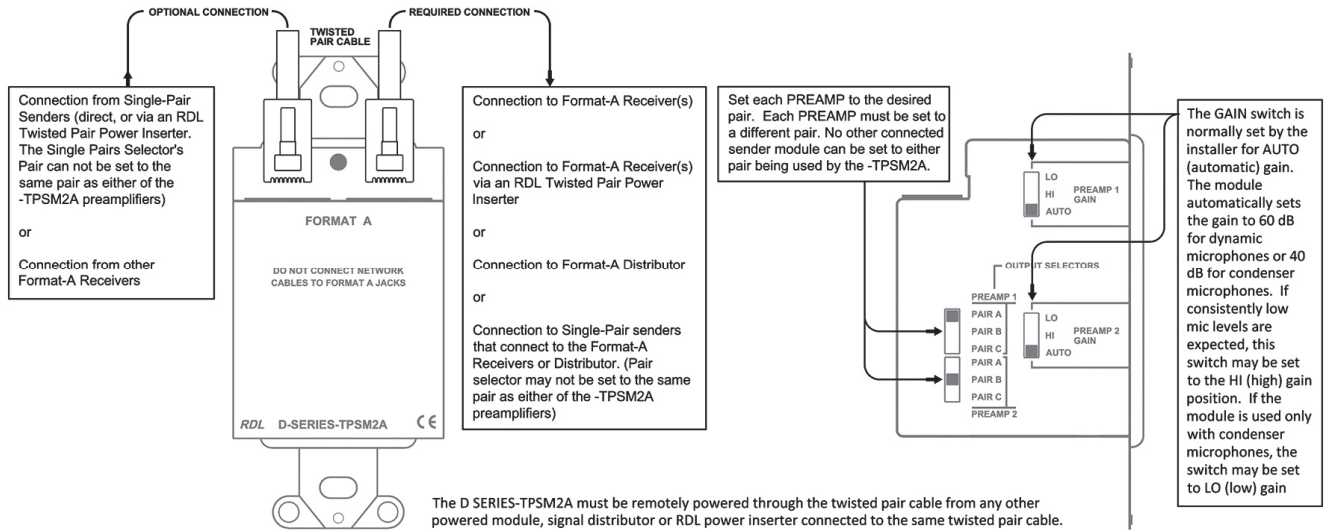 OPTIONAL CONNECTION
REQUIRED CONNECTION
TWISTED
PAIR CABLE
Connection from Single-Pair
Senders (direct, or via an RDL
Twisted Pair Power Inserter.
The Single Pairs Selector's
Pair can not be set to the
same pair as either of the
-TPSM2A preamplifiers)
or
Connection from other
Format-A Receivers
FORMAT A
DO NOT CONNECT NETWORK
CABLES TO FORMAT A JACKS
RDL D-SERIES-TPSM2A CE
Connection to Format-A Receiver(s)
or
Connection to Format-A Receiver(s)
via an RDL Twisted Pair Power
Inserter
or
Connection to Format-A Distributor
or
Connection to Single-Pair senders
that connect to the Format-A
Receivers or Distributor. (Pair
selector may not be set to the same
pair as either of the -TPSM2A
preamplifiers)
Set each PREAMP to the desired
pair. Each PREAMP must be set to
a different pair. No other connected
sender module can be set to either
pair being used by the -TPSM2A.
LO
HI
AUTO
PREAMP 1
GAIN
OUTPUT SELECTORS
PREAMP 1
PAIR A
PAIR B
PAIR C
PAIR A
PAIR B
PAIR C
PREAMP 2
LO
HI
AUTO
PREAMP 2
GAIN
The GAIN switch is
normally set by the
installer for AUTO
(automatic) gain.
The module
automatically sets
the gain to 60 dB
for dynamic
microphones or 40
dB for condenser
microphones. If
consistently low
mic levels are
expected, this
switch may be set
to the HI (high) gain
position. If the
module is used only
with condenser
microphones, the
switch may be set
to LO (low) gain
The D SERIES-TPSM2A must be remotely powered through the twisted pair cable from any other
powered module, signal distributor or RDL power inserter connected to the same twisted pair cable.